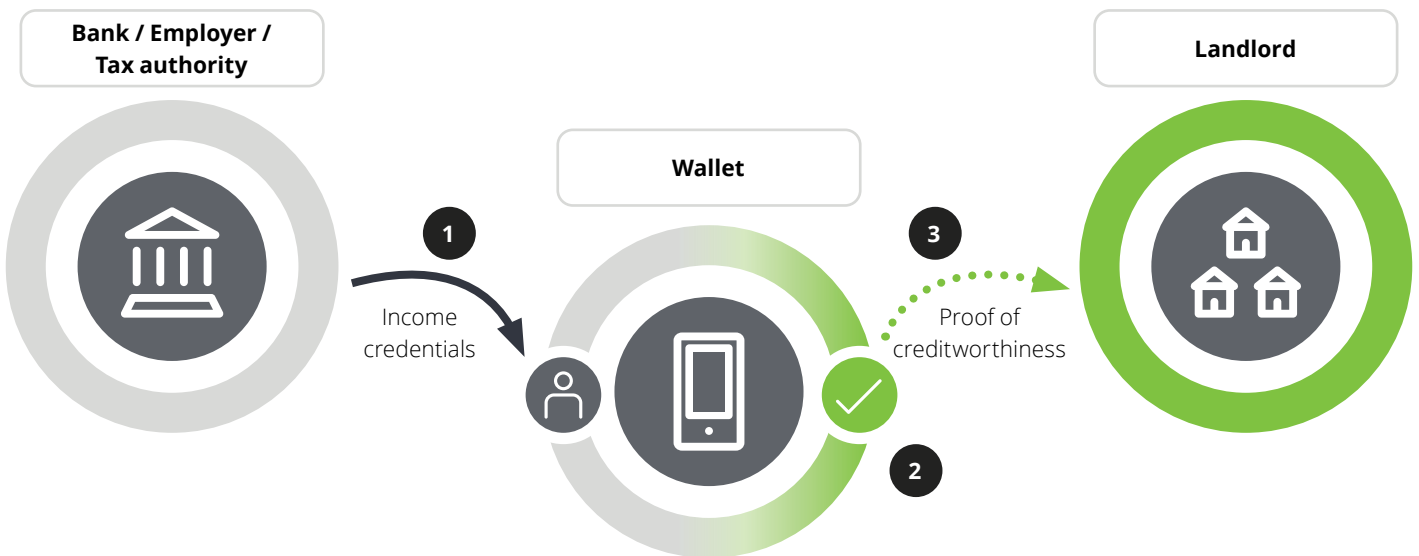 Bank / Employer /
Tax authority
Landlord
Wallet
1
3
Income
credentials
Proof of
creditworthiness
2